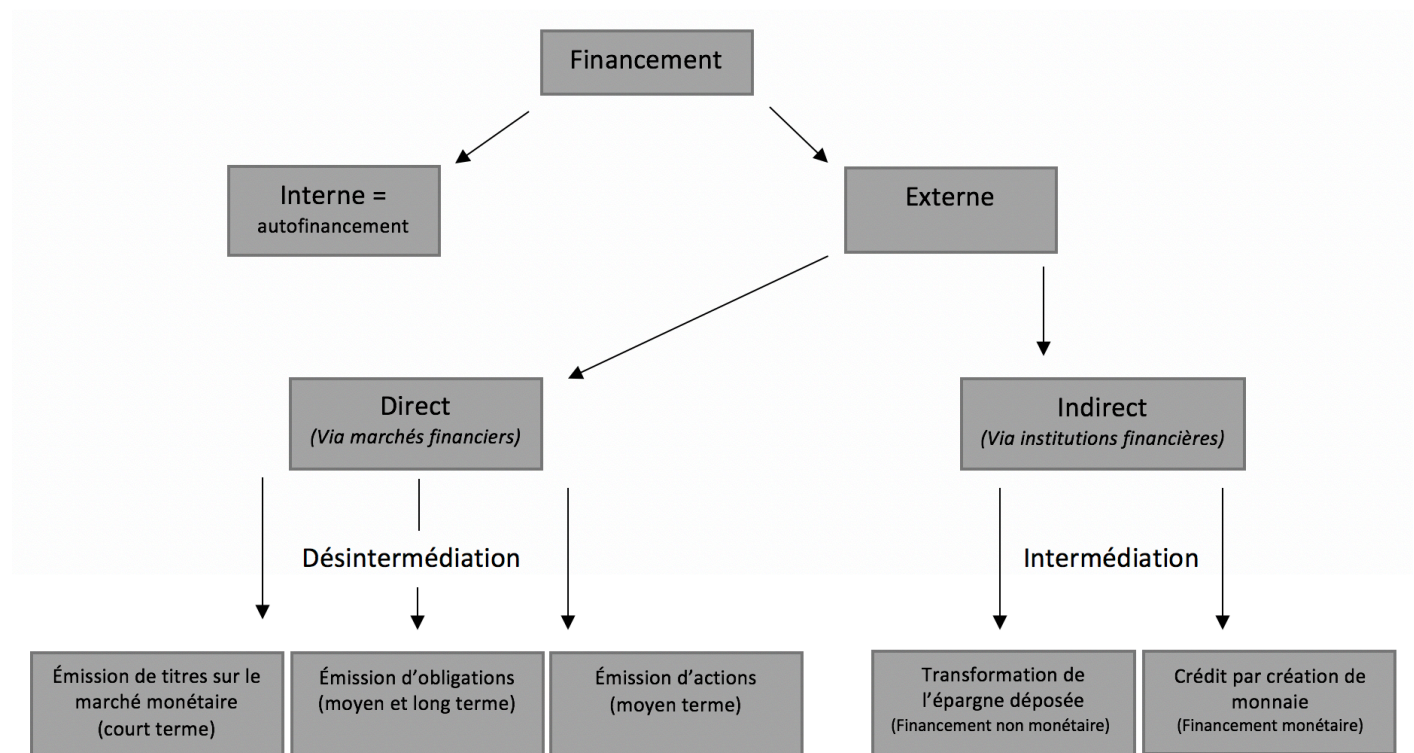 Financement
Interne =
autofinancement
Externe
Direct
(Via marchés financiers)
Indirect
(Via institutions financières)
Désintermédiation
Intermédiation
Émission de titres sur le
marché monétaire
(court terme)
Émission d’obligations
(moyen et long terme)
Émission d’actions
(moyen terme)
Transformation de
l’épargne déposée
(Financement non monétaire)
Crédit par création de
monnaie
(Financement monétaire)